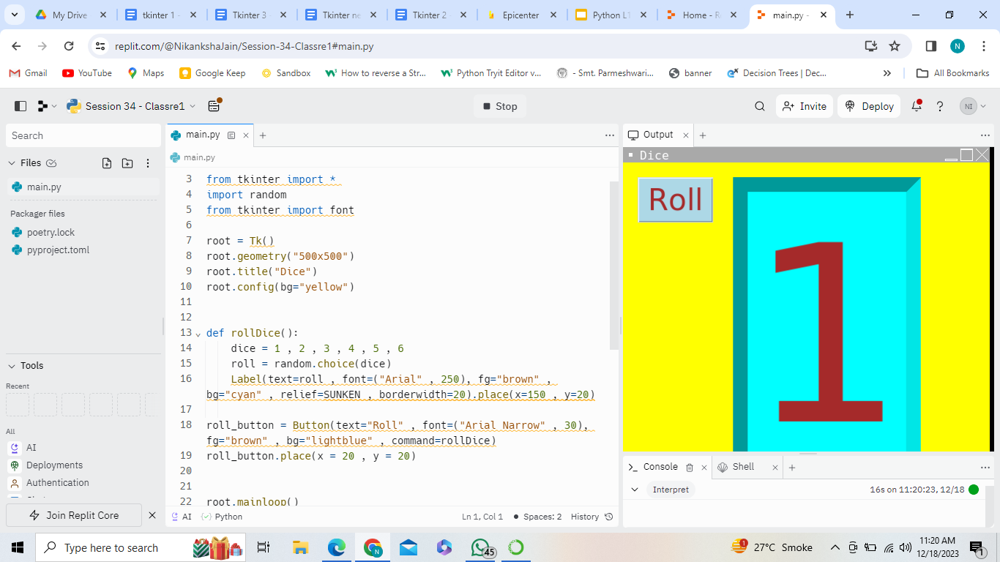 My Drive
tkinter 1 -
Tkinter 3 -
Tkinter ne
Tkinter 2 -
Epicenter
Python L1
Home - R
main.py -
replit.com/@NikankshaJain/Session-34-Classre1#main.py
N
Gmail
YouTube
Maps
Google Keep
Sandbox
How to reverse a Str...
Python Tryit Editor v...
- Smt. Parmeshwari...
banner
Decision Trees | Dec...
»
All Bookmarks
Session 34 - Classre1
Stop
Invite
Deploy
NI
Search
Files
main.py
Packager files
poetry.lock
pyproject.toml
Tools
Recent
All
AI
Deployments
Authentication
Join Replit Core
main.py
main.py
3 from tkinter import *
4 import random
5 from tkinter import font
6
7 root = Tk()
8 root.geometry("500x500")
9 root.title("Dice")
10 root.config(bg="yellow")
11
12
13 def rollDice():
14 dice = 1 , 2 , 3 , 4 , 5 , 6
15 roll = random.choice(dice)
16 Label(text=roll , font=("Arial" , 250), fg="brown" ,
bg="cyan" , relief=SUNKEN , borderwidth=20).place(x=150 , y=20)
17
18 roll_button = Button(text="Roll" , font=("Arial Narrow" , 30),
fg="brown" , bg="lightblue" , command=rollDice)
19 roll_button.place(x = 20 , y = 20)
20
21
22 root.mainloop()
AI
Python
Ln 1, Col 1
Spaces: 2
History
Output
Dice
Roll
1
Console
Shell
Interpret
16s on 11:20:23, 12/18
Type here to search
45
1
27°C Smoke
11:20 AM
12/18/2023
1